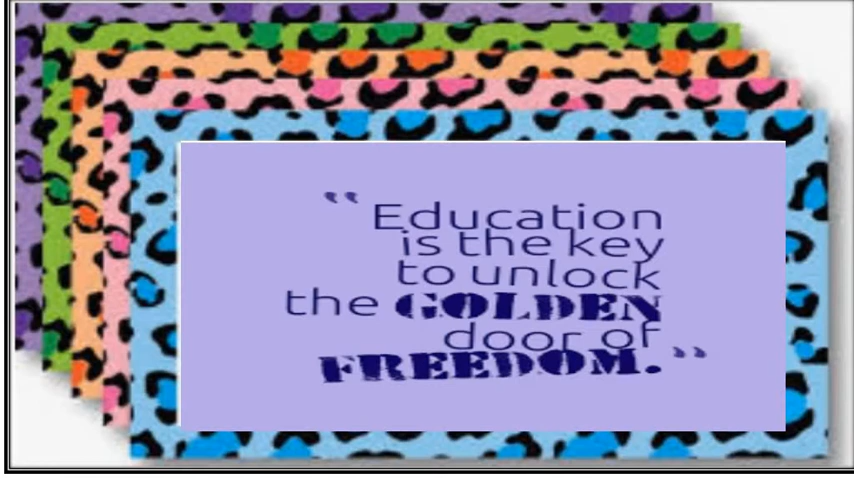 “Education
is the key
to unlock
the GOLDEN
door of
FREEDOM.”